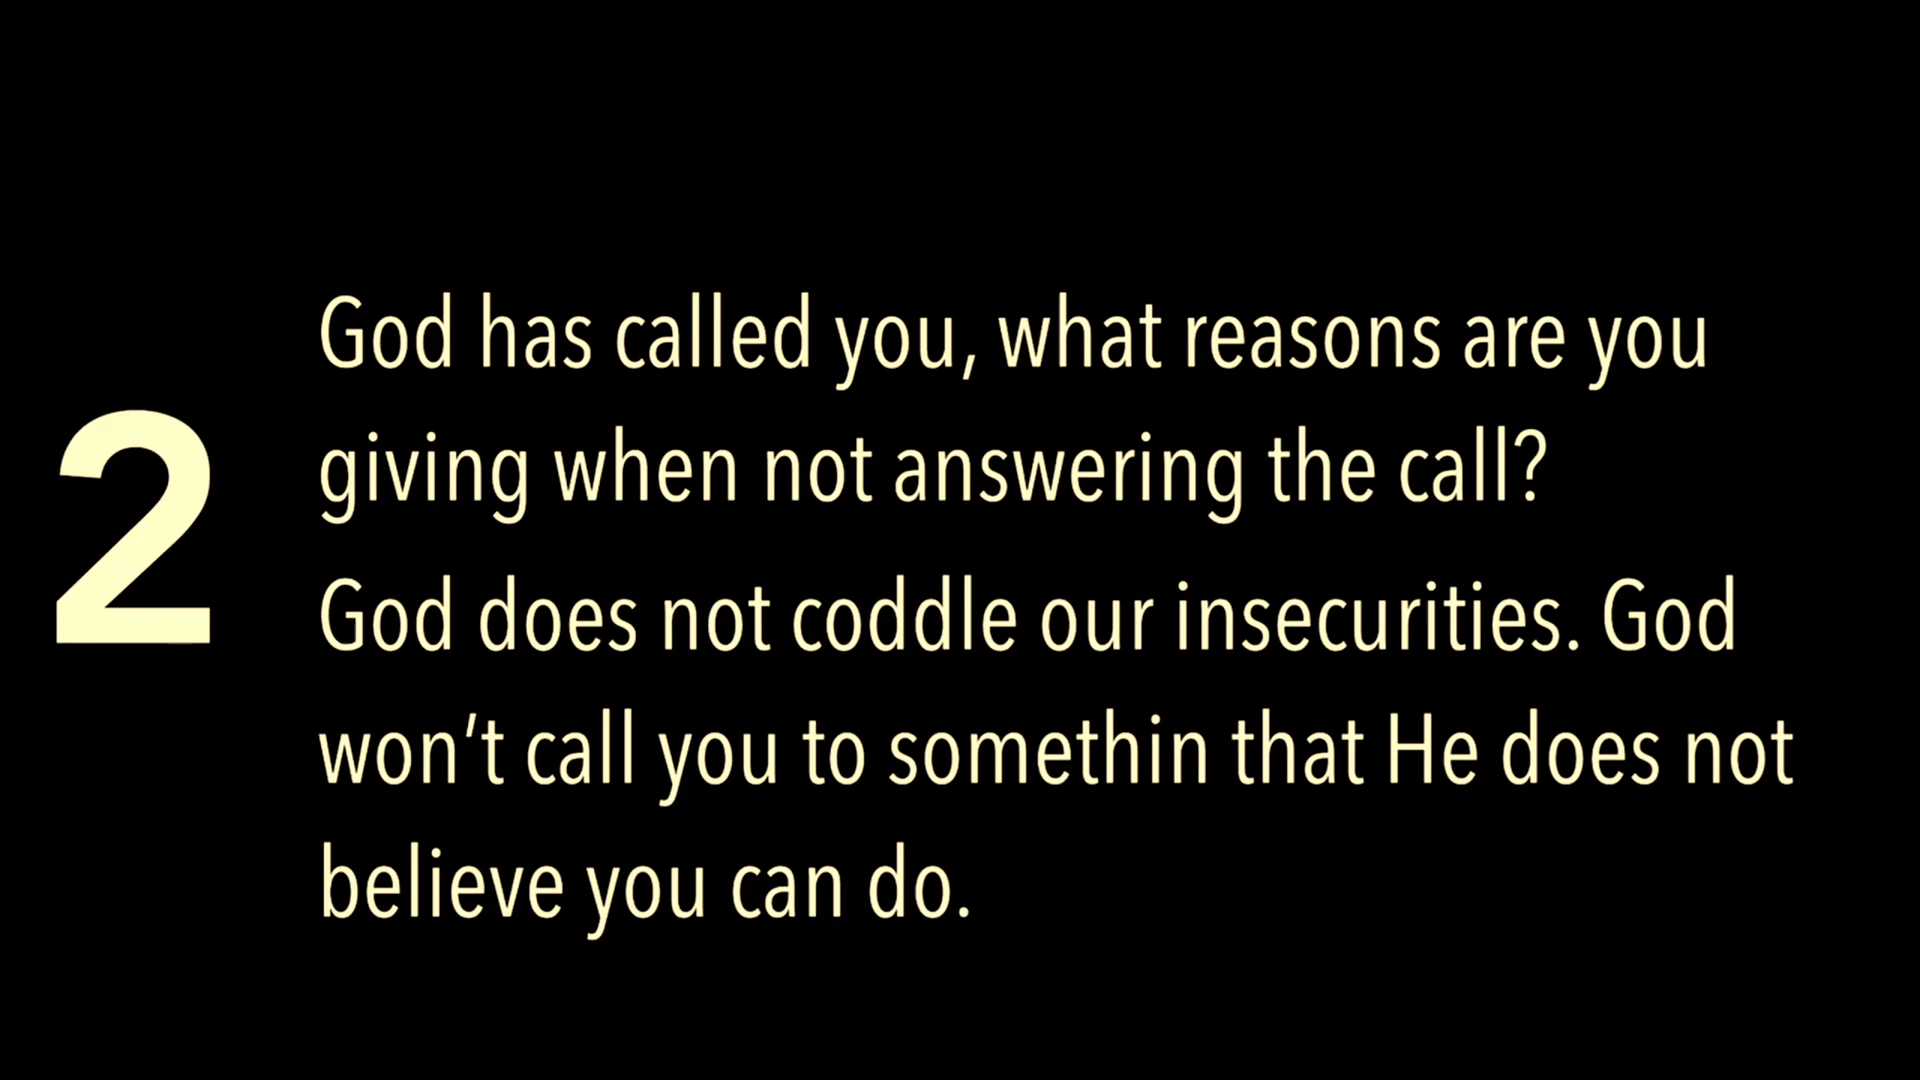 2
God has called you, what reasons are you
giving when not answering the call?
God does not coddle our insecurities. God
won’t call you to somethin that He does not
believe you can do.